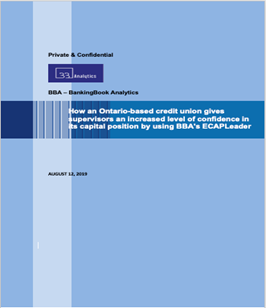 Private & Confidential
BB Analytics
BBA – BankingBook Analytics
How an Ontario-based credit union gives
supervisors an increased level of confidence in
its capital position by using BBA's ECAPLeader
AUGUST 12, 2019